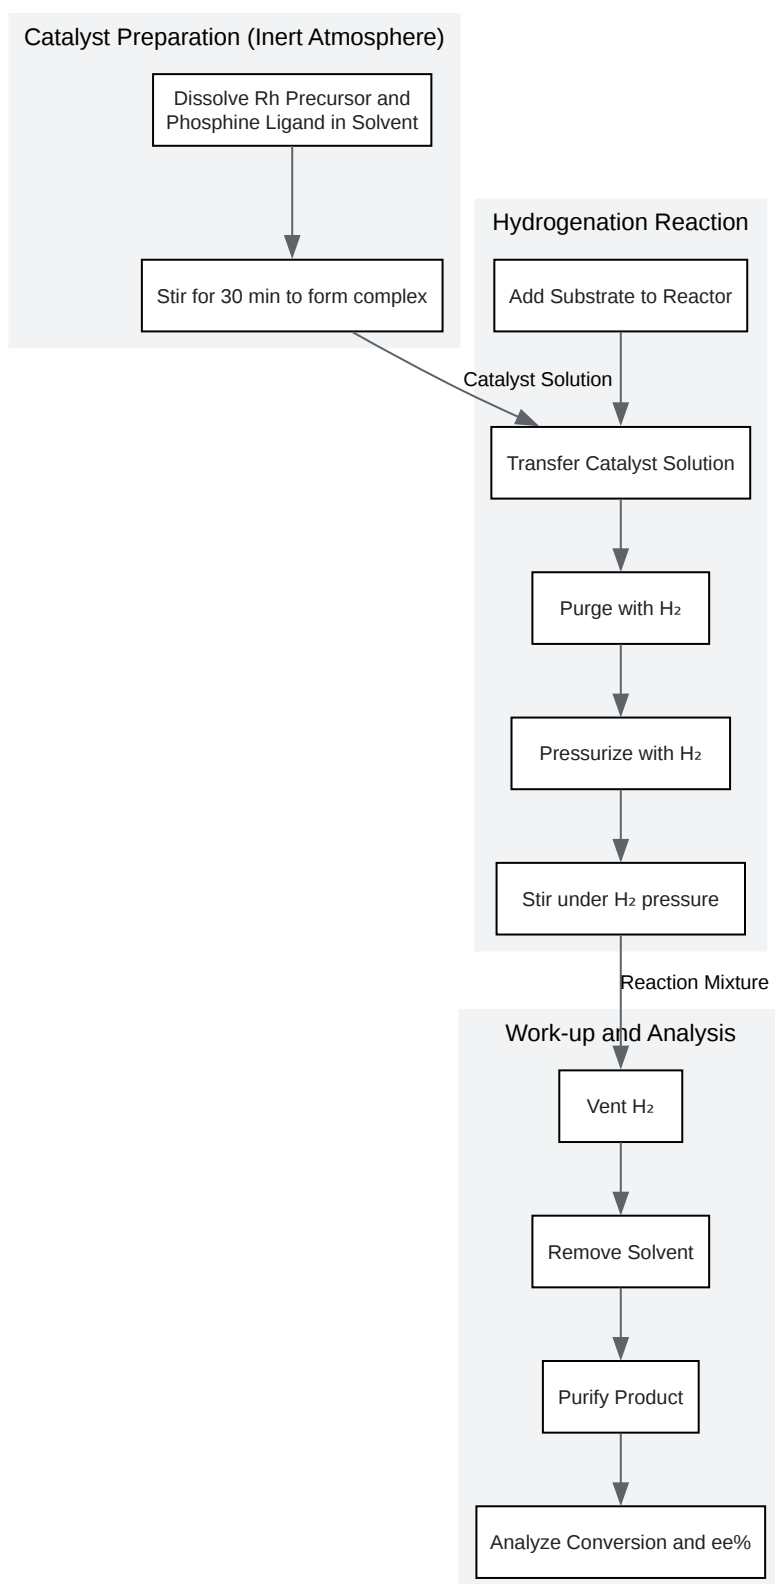 Catalyst Preparation (Inert Atmosphere)
Dissolve Rh Precursor and
Phosphine Ligand in Solvent
Stir for 30 min to form complex
Hydrogenation Reaction
Add Substrate to Reactor
Catalyst Solution
Transfer Catalyst Solution
Purge with H₂
Pressurize with H₂
Stir under H₂ pressure
Reaction Mixture
Work-up and Analysis
Vent H₂
Remove Solvent
Purify Product
Analyze Conversion and ee%